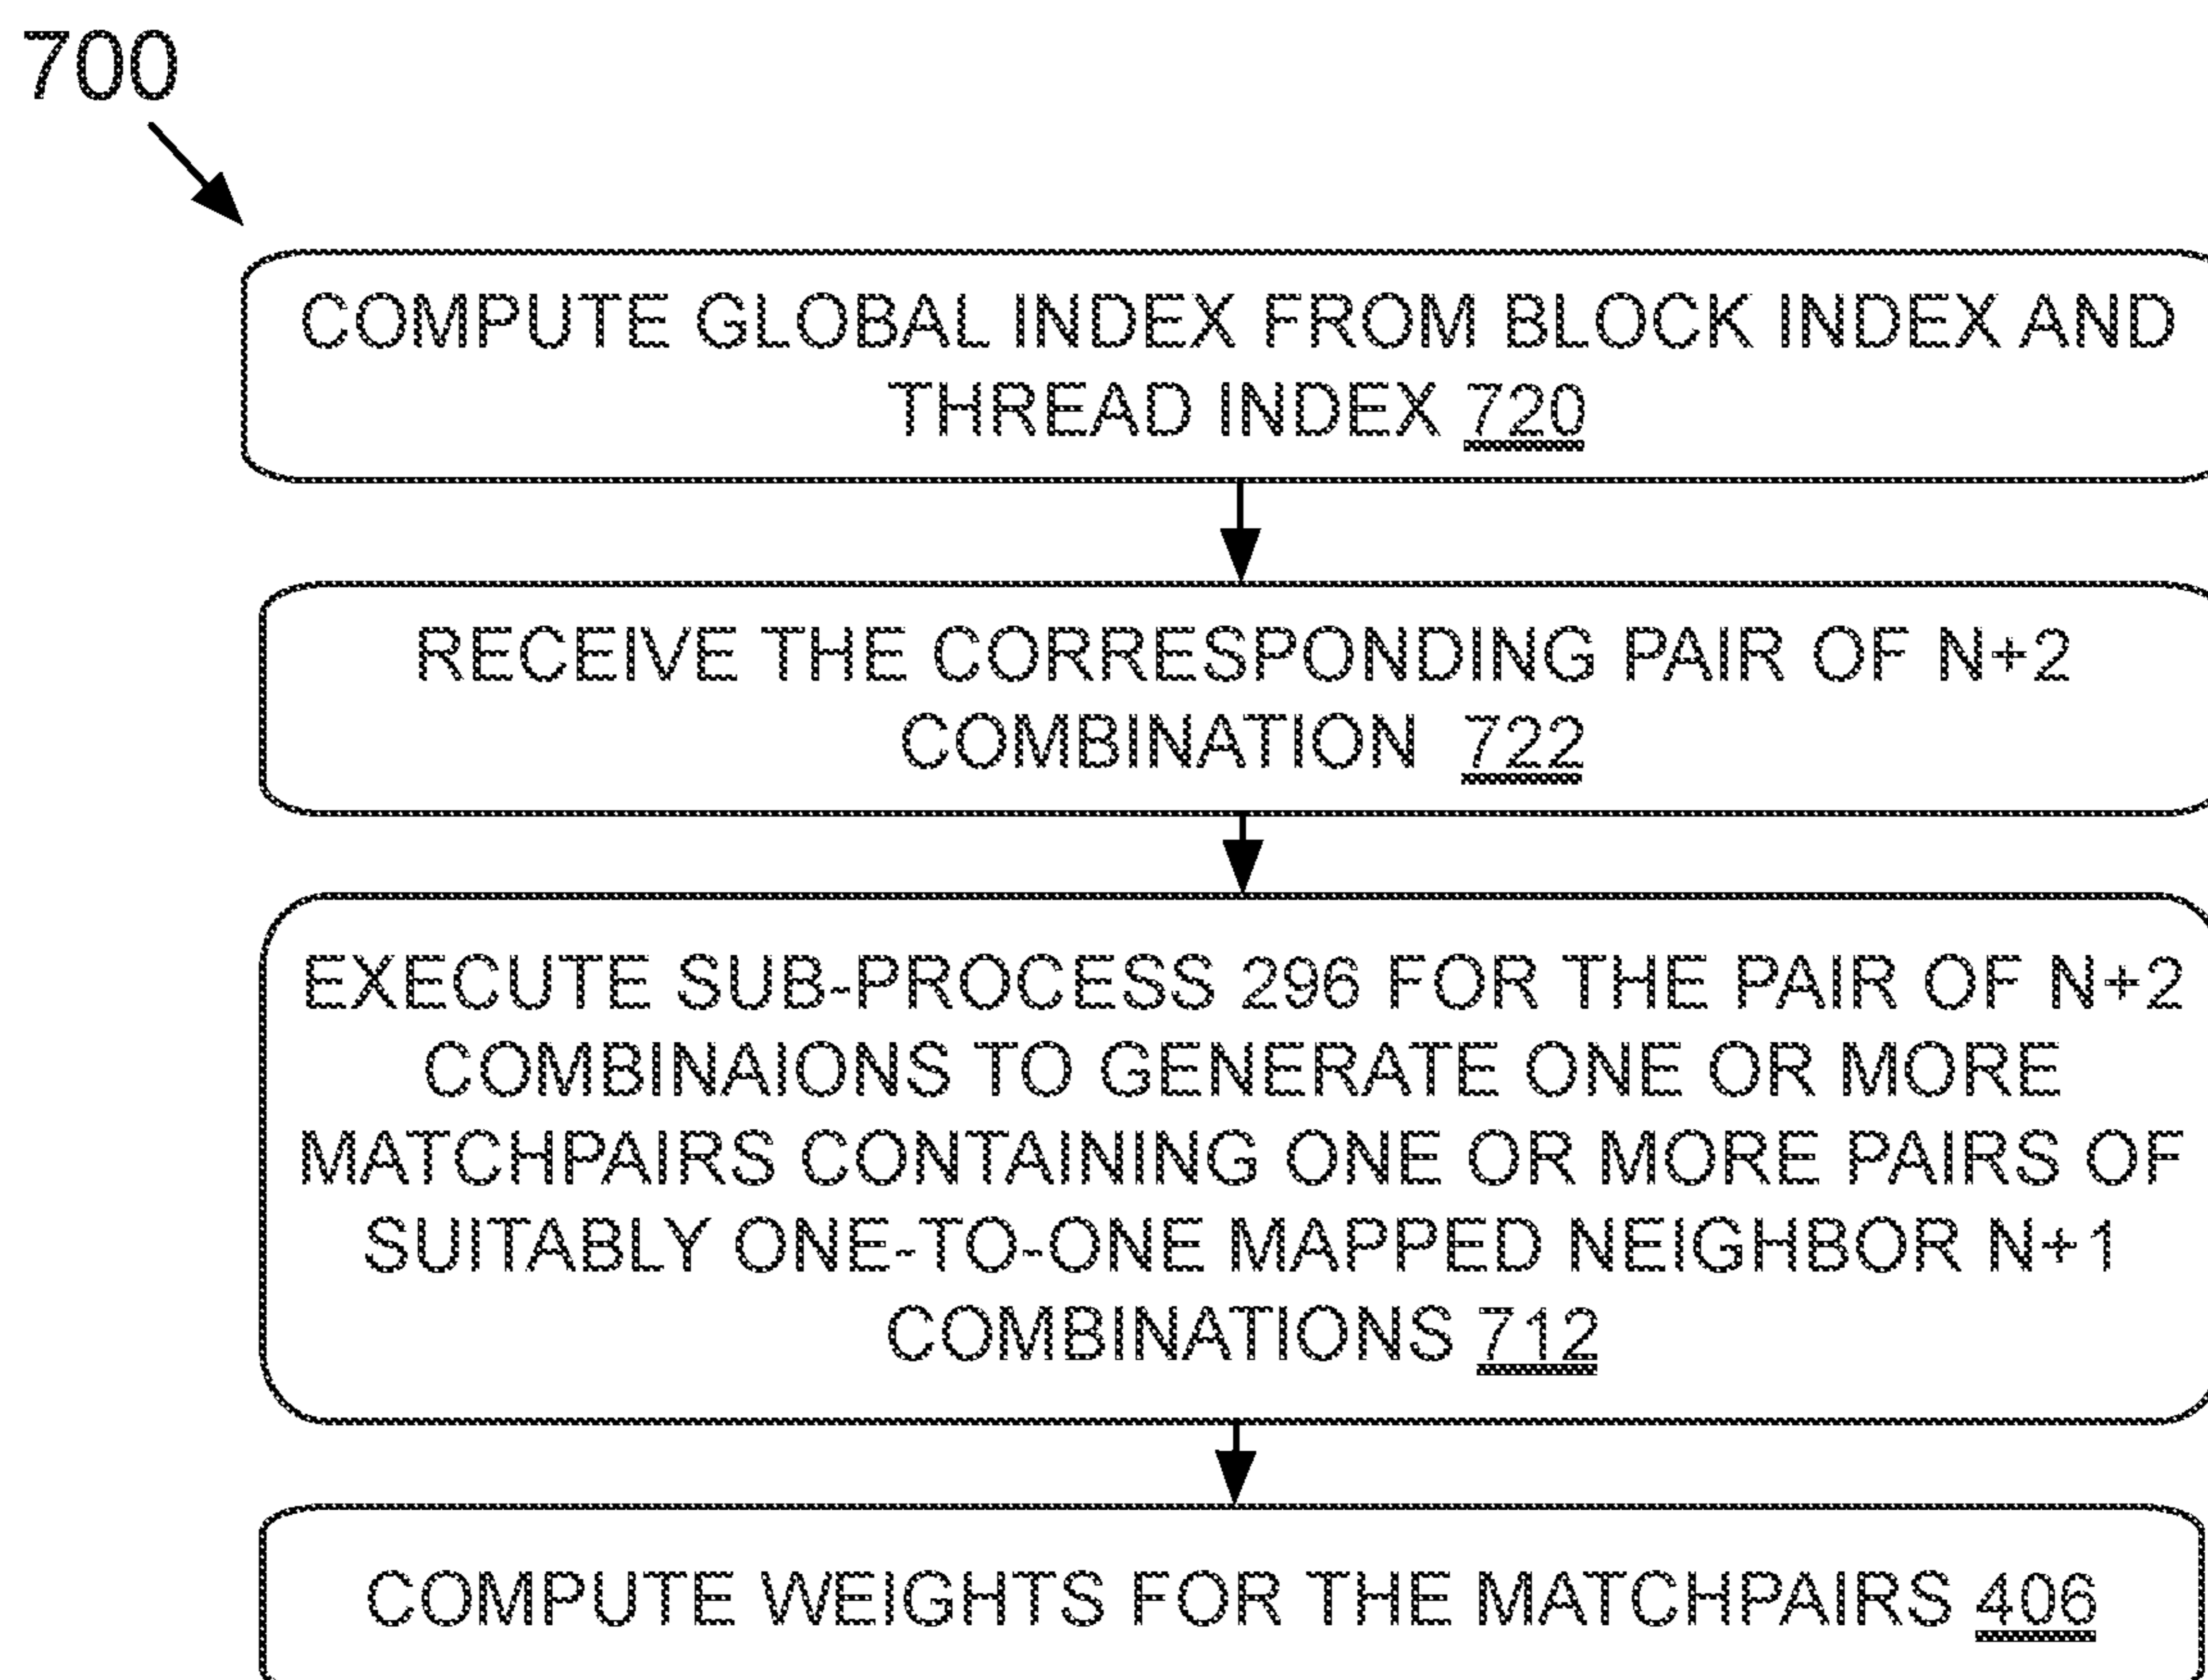 700
COMPUTE GLOBAL INDEX FROM BLOCK INDEX AND
THREAD INDEX 720
RECEIVE THE CORRESPONDING PAIR OF N+2
COMBINATION 722
EXECUTE SUB-PROCESS 296 FOR THE PAIR OF N+2
COMBINAIONS TO GENERATE ONE OR MORE
MATCHPAIRS CONTAINING ONE OR MORE PAIRS OF
SUITABLY ONE-TO-ONE MAPPED NEIGHBOR N+1
COMBINATIONS 712
COMPUTE WEIGHTS FOR THE MATCHPAIRS 406